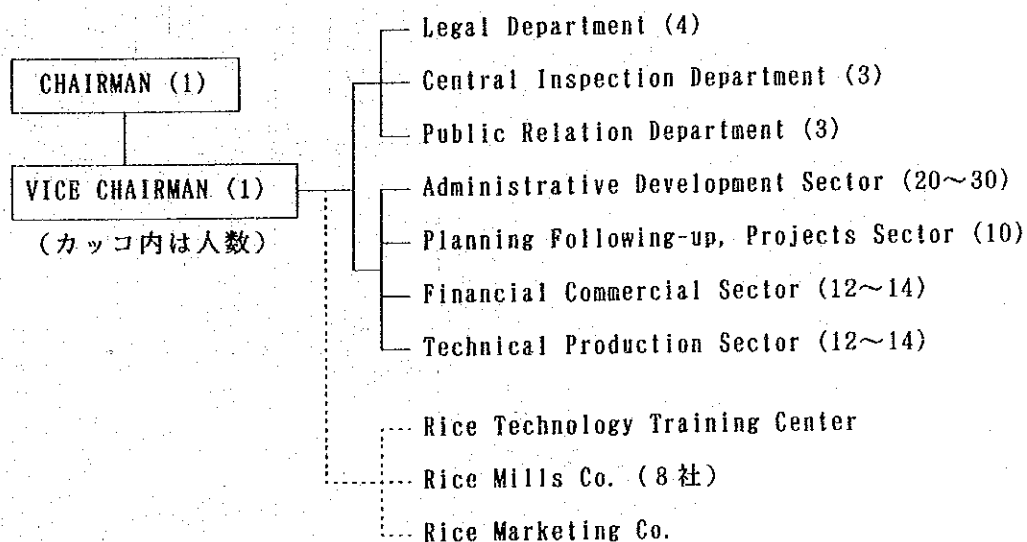 CHAIRMAN (1)
VICE CHAIRMAN (1)
(カッコ内は人数)
Legal Department (4)
Central Inspection Department (3)
Public Relation Department (3)
Administrative Development Sector (20～30)
Planning Following-up, Projects Sector (10)
Financial Commercial Sector (12～14)
Technical Production Sector (12～14)
Rice Technology Training Center
Rice Mills Co. (8社)
Rice Marketing Co.